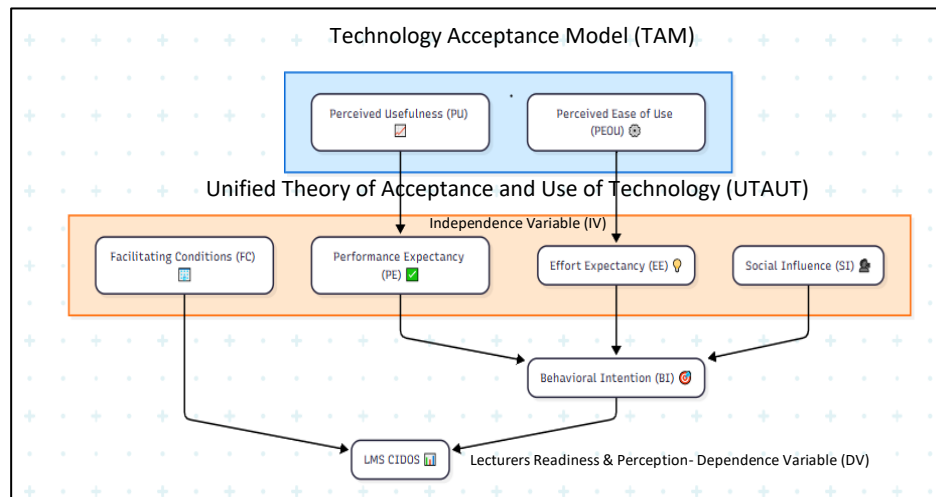 Technology Acceptance Model (TAM)
Perceived Usefulness (PU)
Perceived Ease of Use
(PEOU)
Unified Theory of Acceptance and Use of Technology (UTAUT)
Independence Variable (IV)
Facilitating Conditions (FC)
Performance Expectancy
(PE)
Effort Expectancy (EE)
Social Influence (SI)
Behavioral Intention (BI)
LMS CIDOS
Lecturers Readiness & Perception- Dependence Variable (DV)